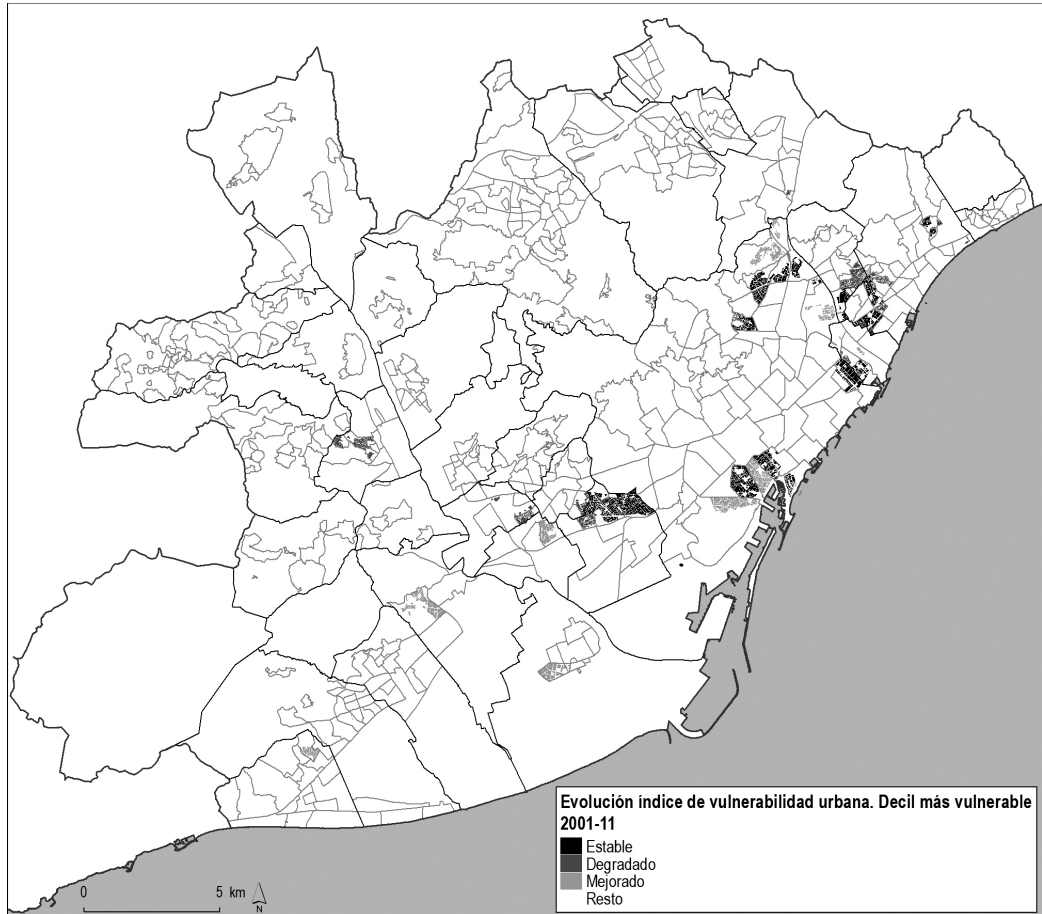 Evolución índice de vulnerabilidad urbana. Decil más vulnerable
2001-11
Estable
Degradado
Mejorado
Resto
0 5 km
N